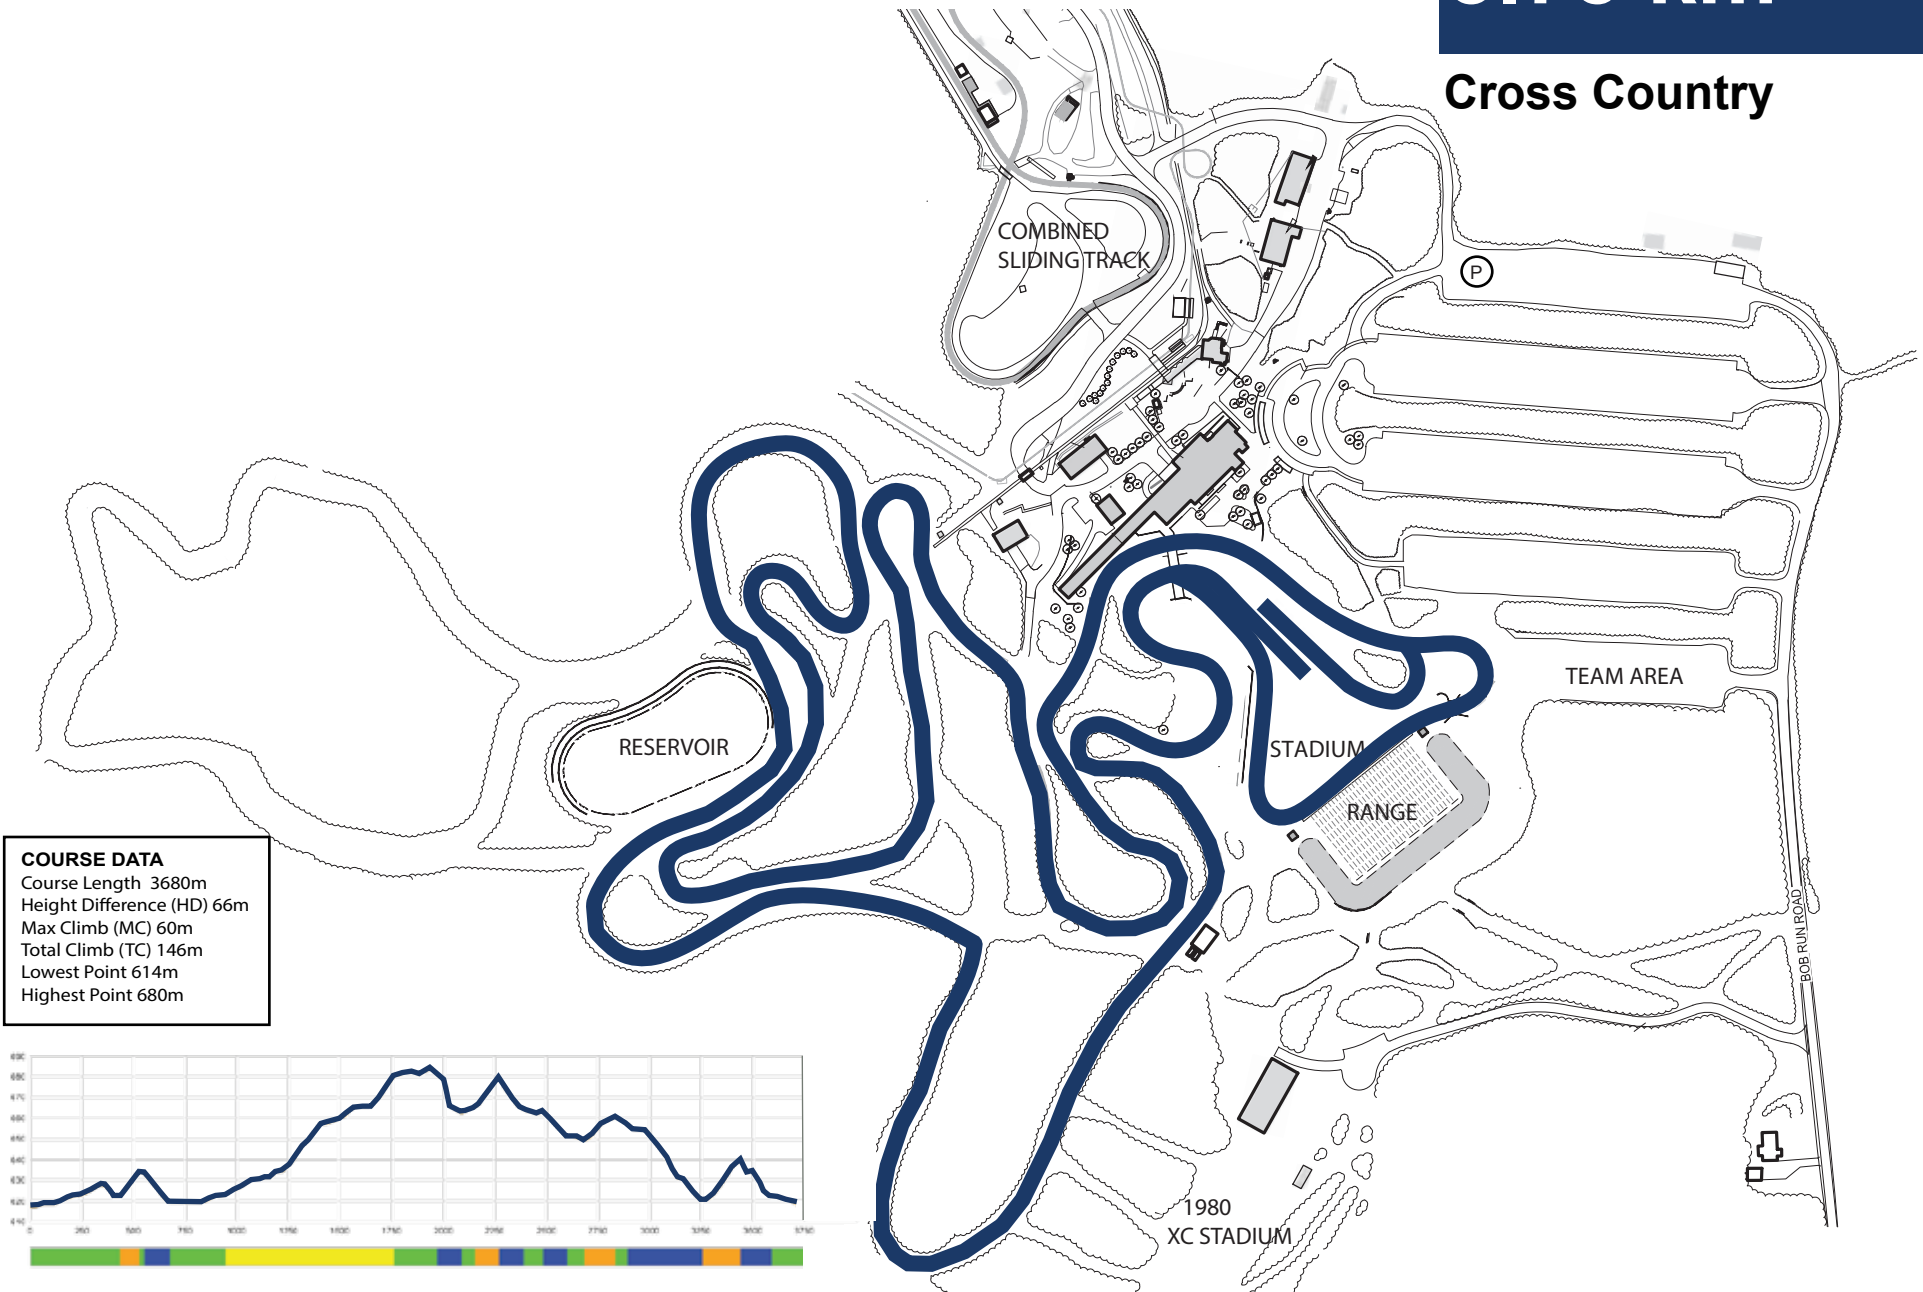 Cross Country
COMBINED
SLIDING TRACK
P
TEAM AREA
RESERVOIR
STADIUM
RANGE
BOB RUN ROAD
COURSE DATA
Course Length 3680m
Height Difference (HD) 66m
Max Climb (MC) 60m
Total Climb (TC) 146m
Lowest Point 614m
Highest Point 680m
1980
XC STADIUM